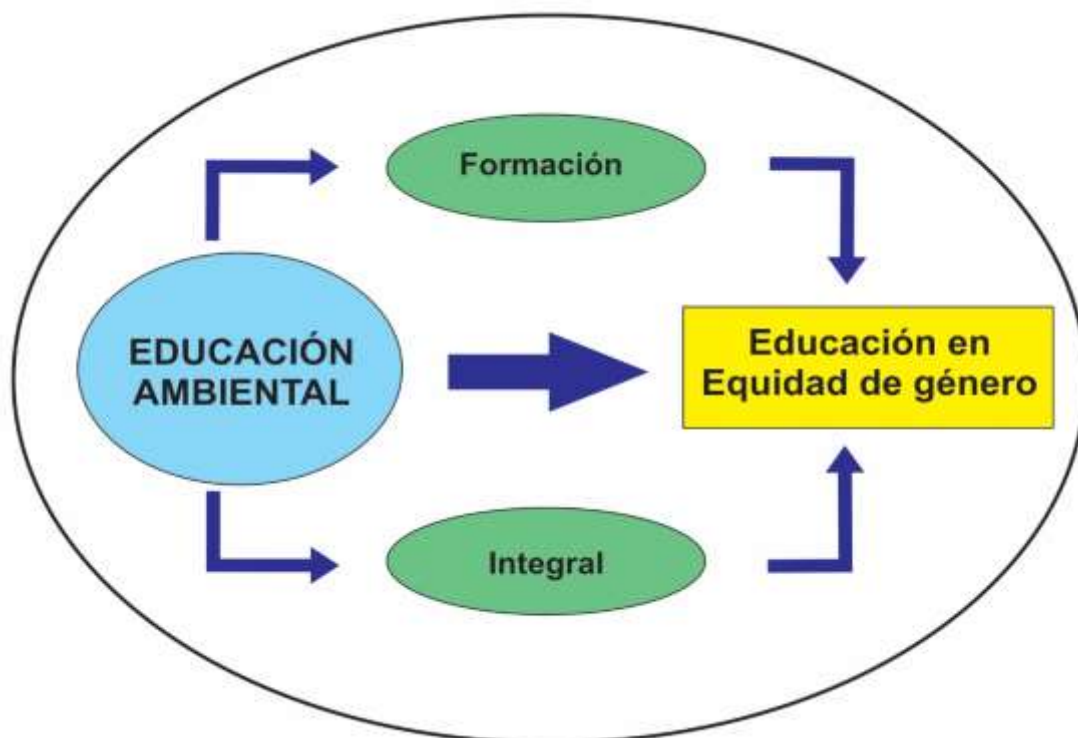 Formación
EDUCACIÓN
AMBIENTAL
Educación en
Equidad de género
Integral